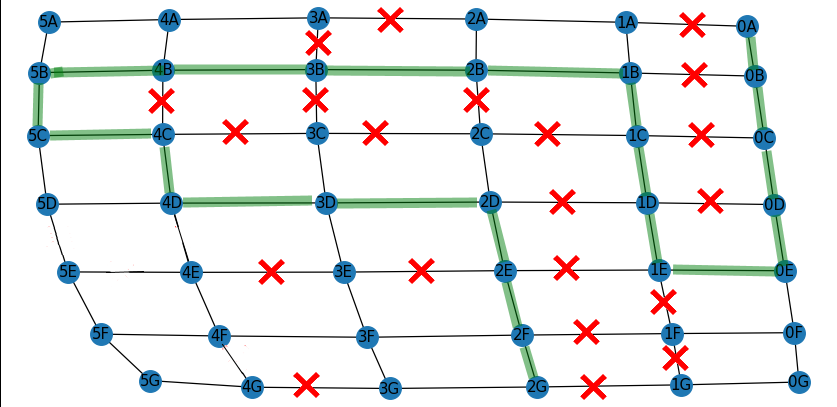 5A 4A 3A 2A 1A 0A
5B 4B 3B 2B 1B 0B
5C 4C 3C 2C 1C 0C
5D 4D 3D 2D 1D 0D
5E 4E 3E 2E 1E 0E
5F 4F 3F 2F 1F 0F
5G 4G 3G 2G 1G 0G